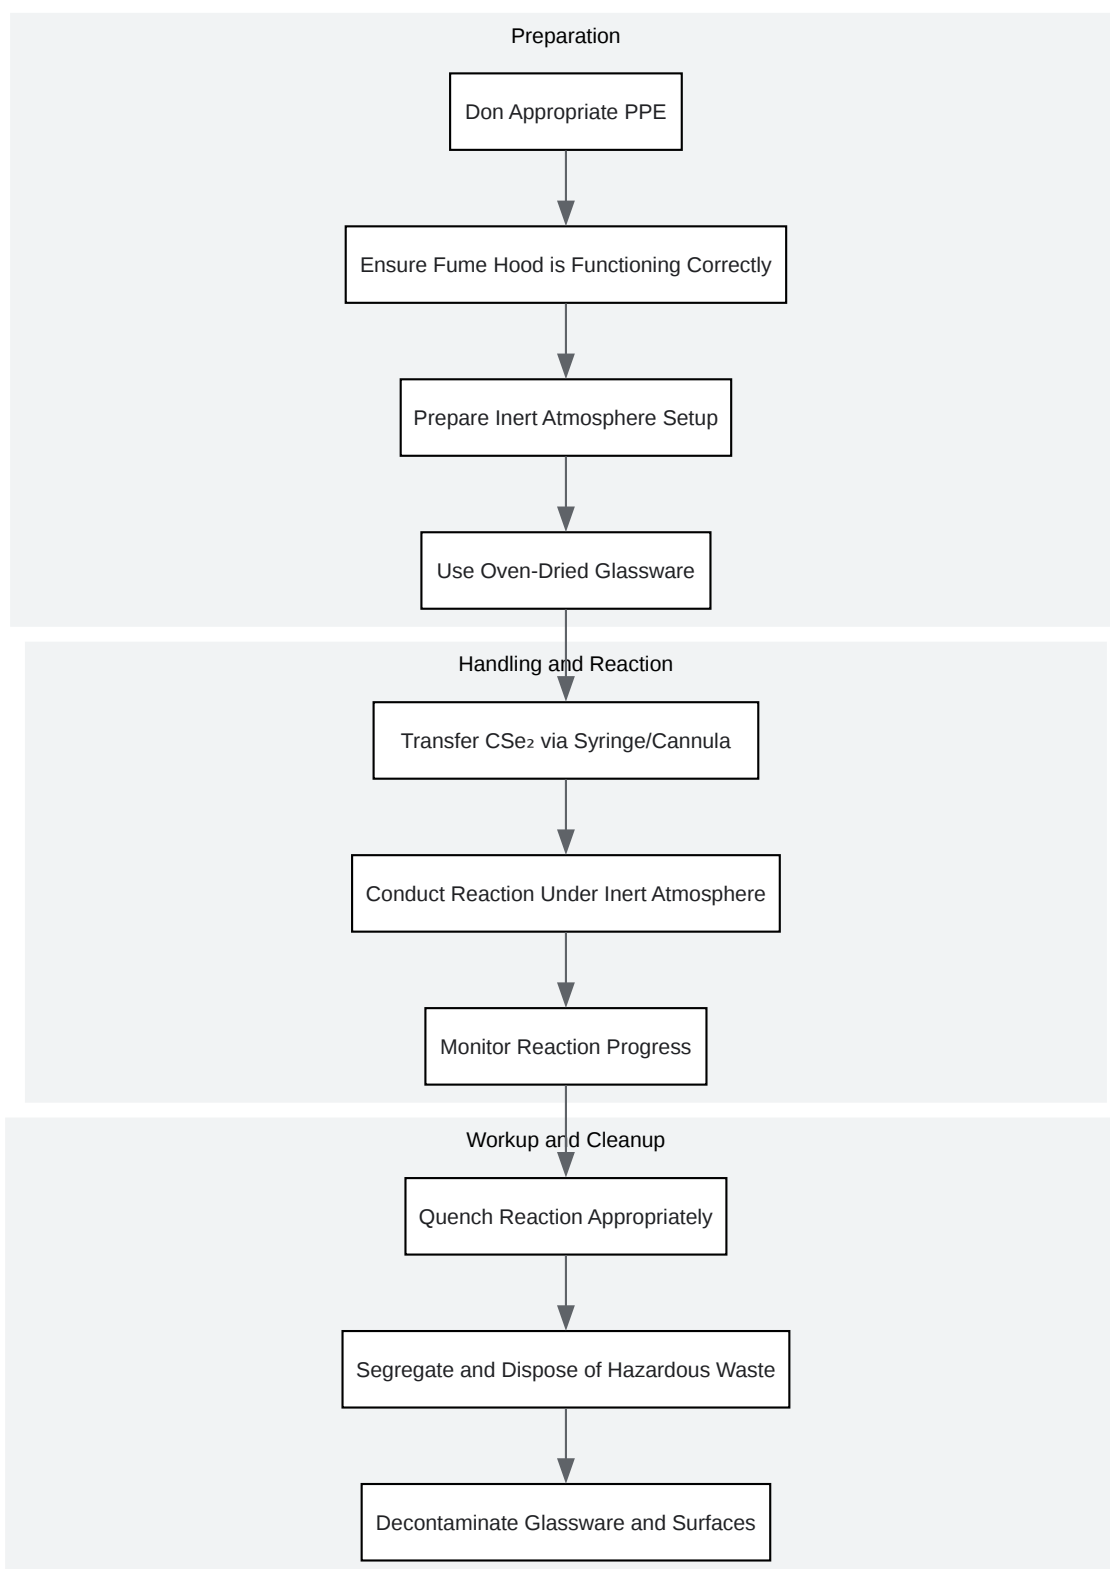 Preparation
Don Appropriate PPE
Ensure Fume Hood is Functioning Correctly
Prepare Inert Atmosphere Setup
Use Oven-Dried Glassware
Handling and Reaction
Transfer CSe₂ via Syringe/Cannula
Conduct Reaction Under Inert Atmosphere
Monitor Reaction Progress
Workup and Cleanup
Quench Reaction Appropriately
Segregate and Dispose of Hazardous Waste
Decontaminate Glassware and Surfaces